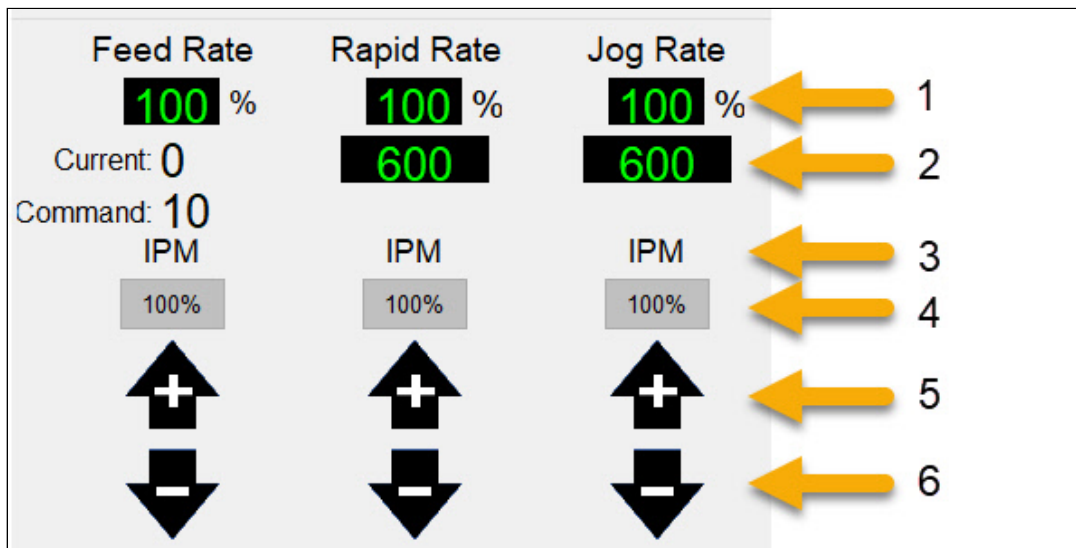 Feed Rate Rapid Rate Jog Rate
100 % 100 % 100 % 1
Current: 0 600 600 2
Command: 10
IPM IPM IPM 3
100% 100% 100% 4
+ + + 5
- - - 6